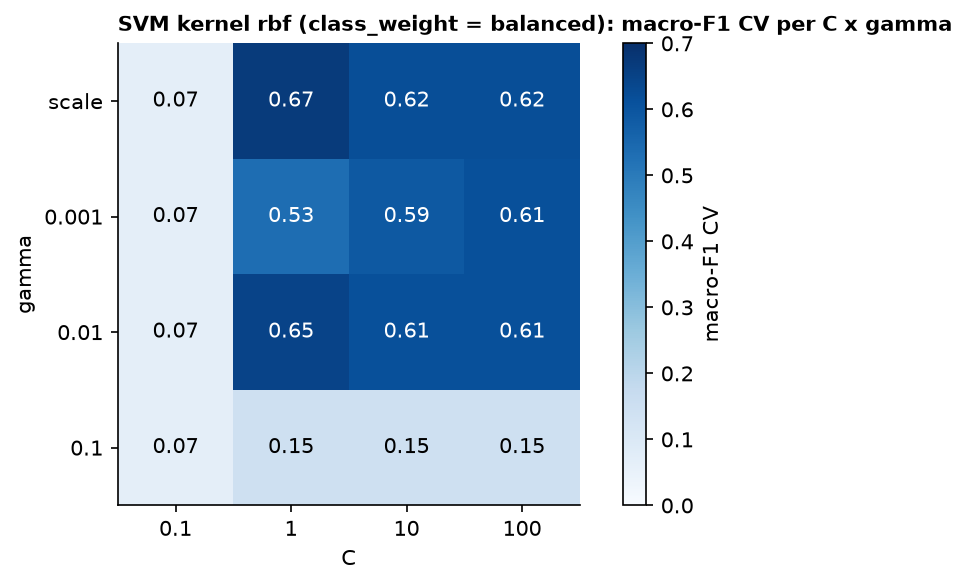 SVM kernel rbf (class_weight = balanced): macro-F1 CV per C x gamma
scale 0.07 0.67 0.62 0.62
0.001 0.07 0.53 0.59 0.61
0.01 0.07 0.65 0.61 0.61
0.1 0.07 0.15 0.15 0.15
0.1 1 10 100
C
gamma
0.7
0.6
0.5
0.4
0.3
0.2
0.1
0.0
macro-F1 CV